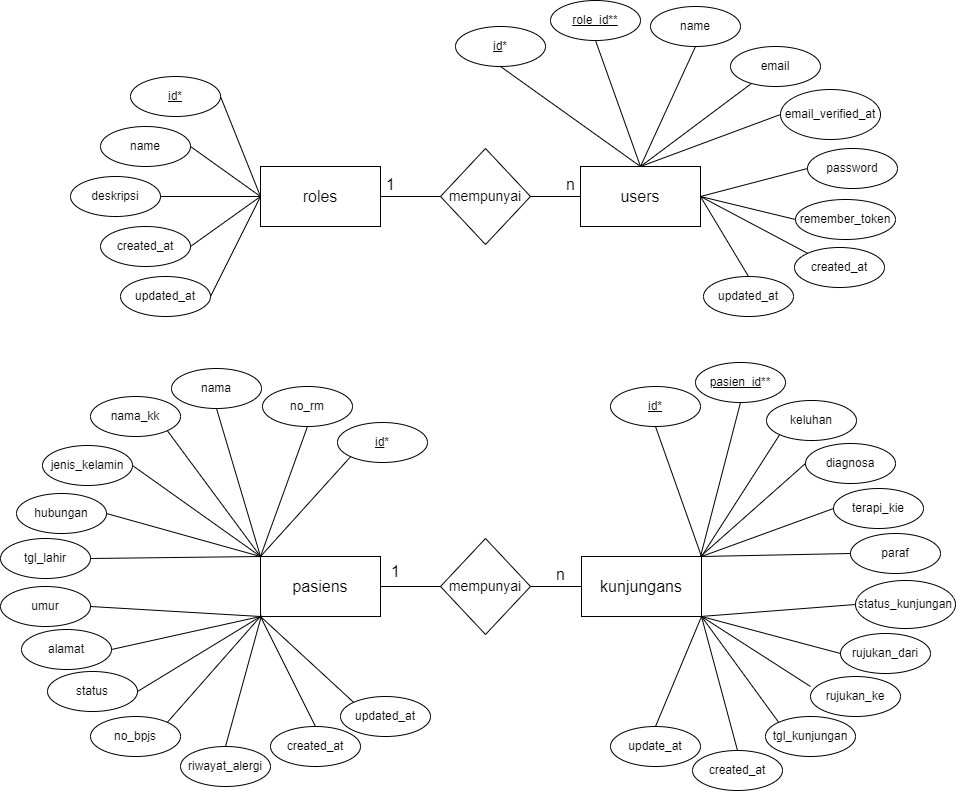 role_id**
name
id*
email
id*
email_verified_at
name
password
deskripsi
roles
1
mempunyai
n
users
remember_token
created_at
created_at
updated_at
updated_at
nama
no_rm
nama_kk
id*
jenis_kelamin
hubungan
tgl_lahir
pasiens
1
mempunyai
n
kunjungans
umur
alamat
status
no_bpjs
riwayat_alergi
created_at
updated_at
id*
pasien_id**
keluhan
diagnosa
terapi_kie
paraf
status_kunjungan
rujukan_dari
rujukan_ke
tgl_kunjungan
created_at
update_at